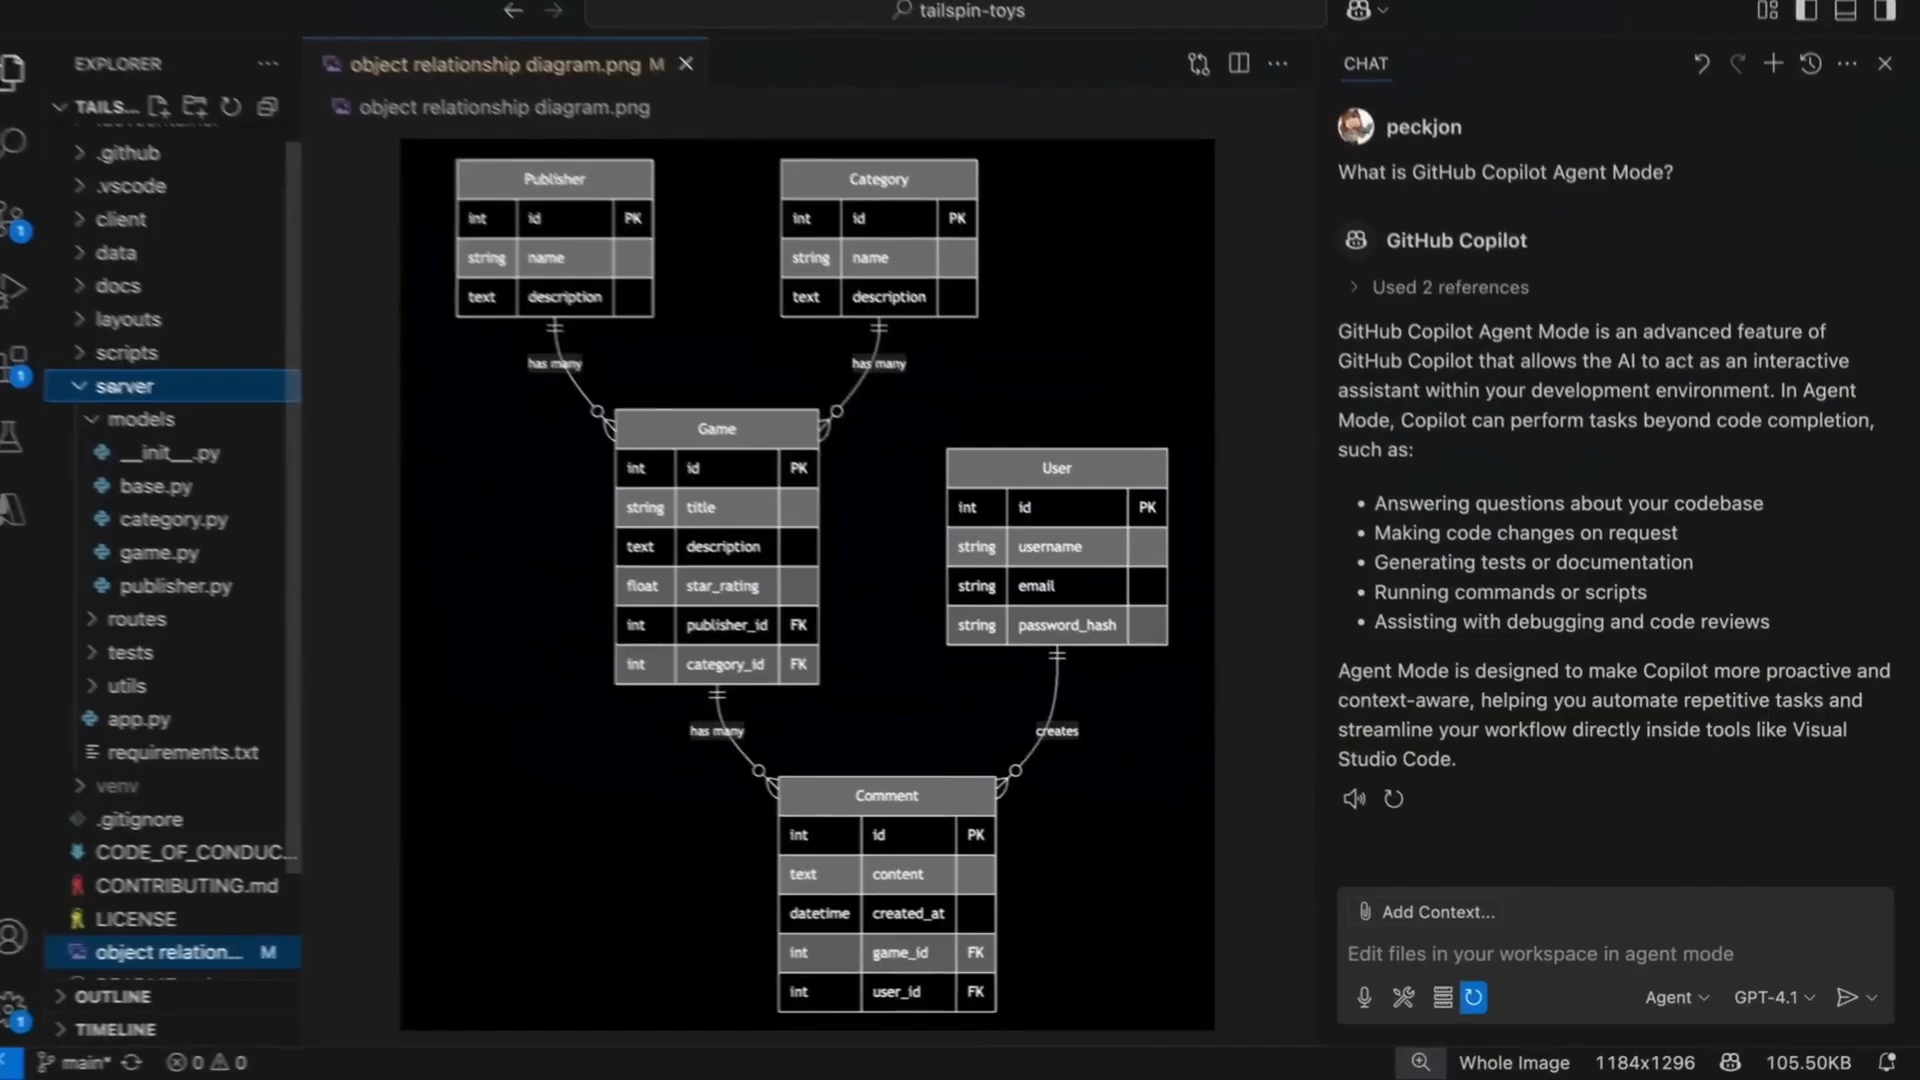 tailspin-toys
EXPLORER
TAILS...
.github
.vscode
client
data
docs
layouts
scripts
server
models
__init__.py
base.py
category.py
game.py
publisher.py
routes
tests
utils
app.py
requirements.txt
venv
.gitignore
CODE_OF_CONDUC...
CONTRIBUTING.md
LICENSE
object relation... M
OUTLINE
TIMELINE
1
1
1
object relationship diagram.png M
object relationship diagram.png
Publisher
int id PK
string name
text description
Category
int id PK
string name
text description
has many
has many
Game
int id PK
string title
text description
float star_rating
int publisher_id FK
int category_id FK
User
int id PK
string username
string email
string password_hash
has many
creates
Comment
int id PK
text content
datetime created_at
int game_id FK
int user_id FK
CHAT
peckjon
What is GitHub Copilot Agent Mode?
GitHub Copilot
Used 2 references
GitHub Copilot Agent Mode is an advanced feature of
GitHub Copilot that allows the AI to act as an interactive
assistant within your development environment. In Agent
Mode, Copilot can perform tasks beyond code completion,
such as:
• Answering questions about your codebase
• Making code changes on request
• Generating tests or documentation
• Running commands or scripts
• Assisting with debugging and code reviews
Agent Mode is designed to make Copilot more proactive and
context-aware, helping you automate repetitive tasks and
streamline your workflow directly inside tools like Visual
Studio Code.
Add Context...
Edit files in your workspace in agent mode
Agent GPT-4.1
main* 0 0
Whole Image 1184x1296 105.50KB